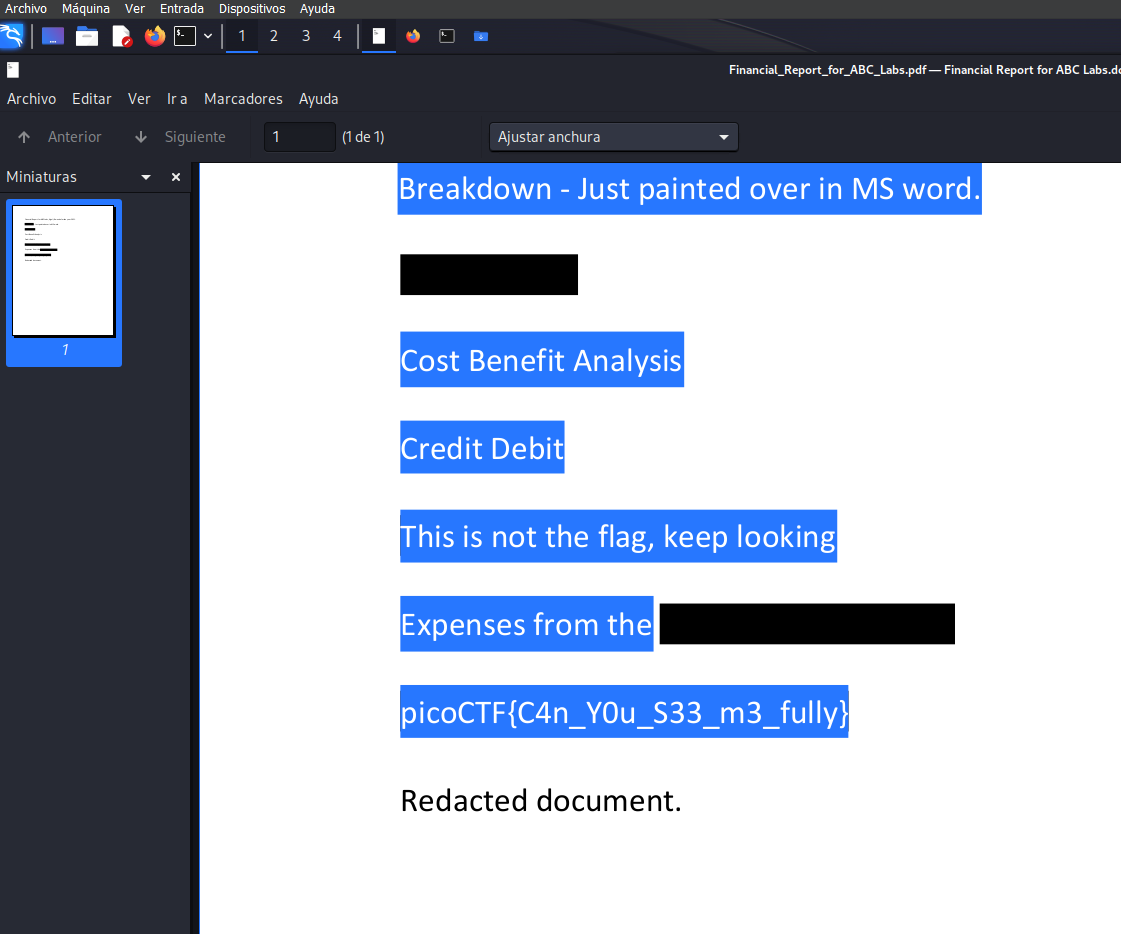 Archivo Máquina Ver Entrada Dispositivos Ayuda
1 2 3 4
Financial_Report_for_ABC_Labs.pdf — Financial Report for ABC Labs.do
Archivo Editar Ver Ir a Marcadores Ayuda
Anterior Siguiente 1 (1 de 1) Ajustar anchura
Miniaturas
1
Breakdown - Just painted over in MS word.
Cost Benefit Analysis
Credit Debit
This is not the flag, keep looking
Expenses from the
picoCTF{C4n_Y0u_S33_m3_fully}
Redacted document.